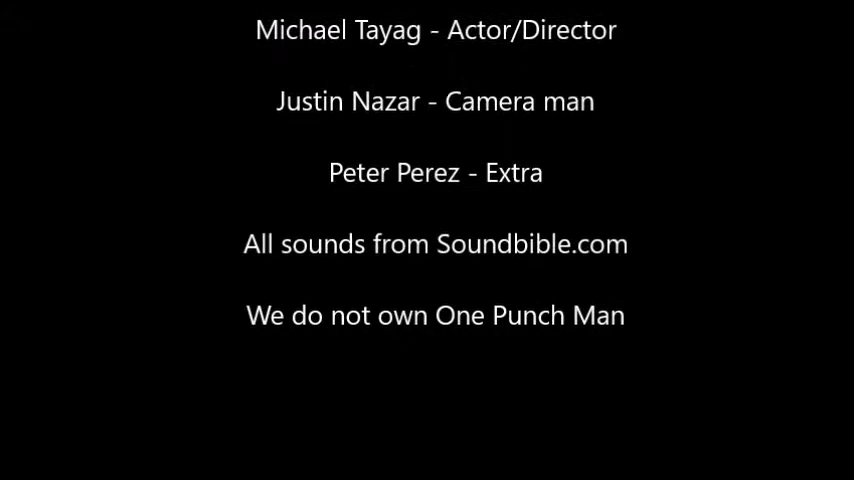 Michael Tayag - Actor/Director
Justin Nazar - Camera man
Peter Perez - Extra
All sounds from Soundbible.com
We do not own One Punch Man